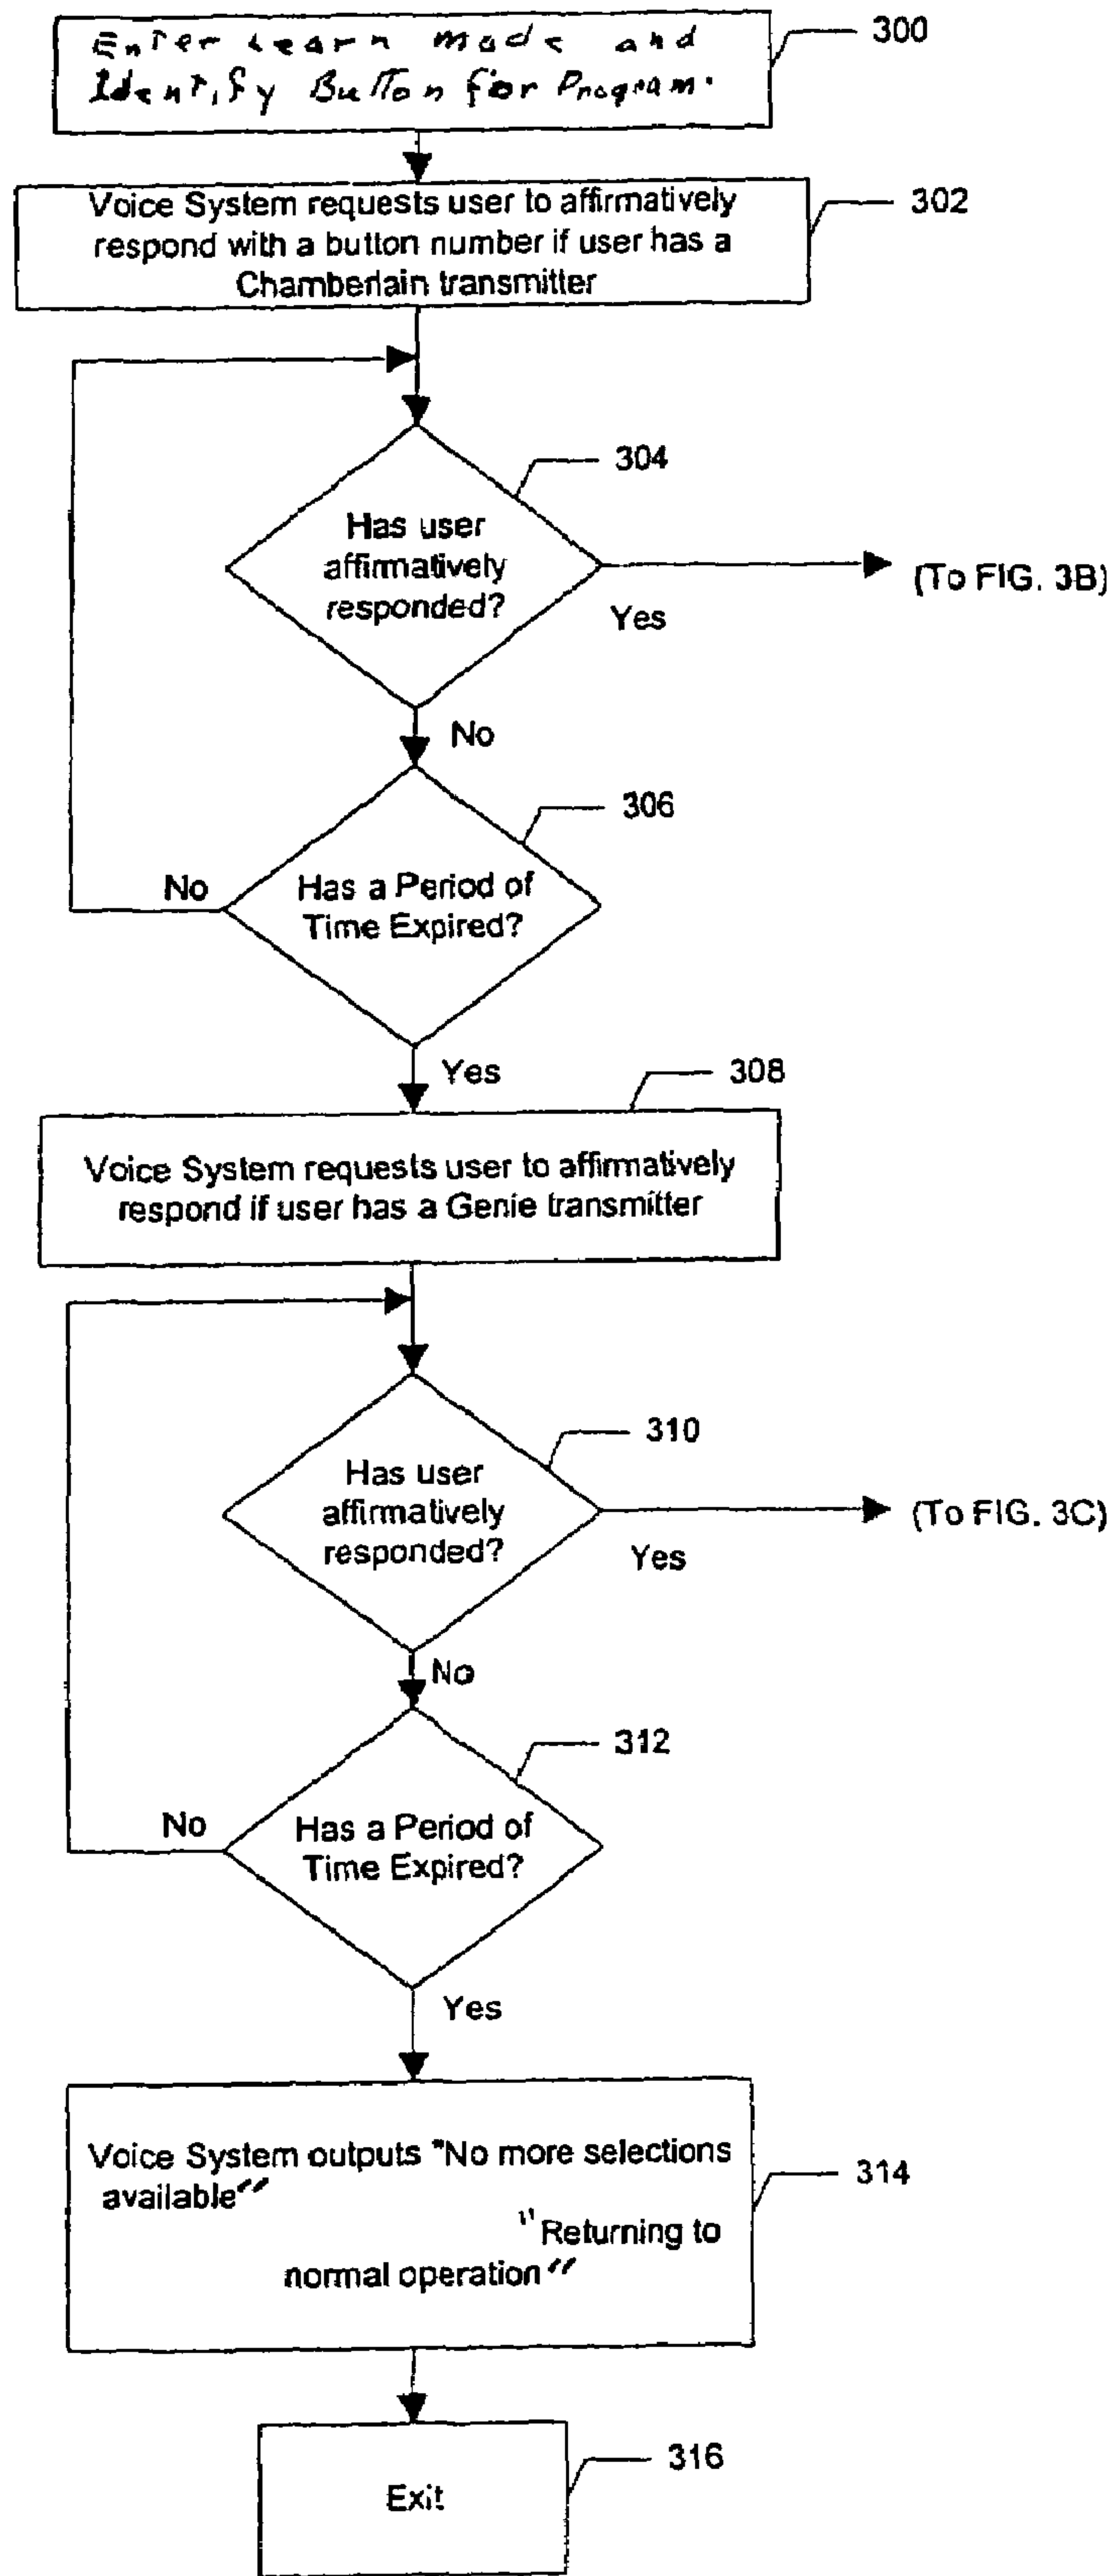 Enter Learn mode and
Identify Button for Program.
300
Voice System requests user to affirmatively
respond with a button number if user has a
Chamberlain transmitter
302
304
Has user
affirmatively
responded?
Yes
(To FIG. 3B)
No
306
Has a Period of
Time Expired?
No
Yes
308
Voice System requests user to affirmatively
respond if user has a Genie transmitter
310
Has user
affirmatively
responded?
Yes
(To FIG. 3C)
No
312
Has a Period of
Time Expired?
No
Yes
Voice System outputs "No more selections
available"
"Returning to
normal operation"
314
Exit
316